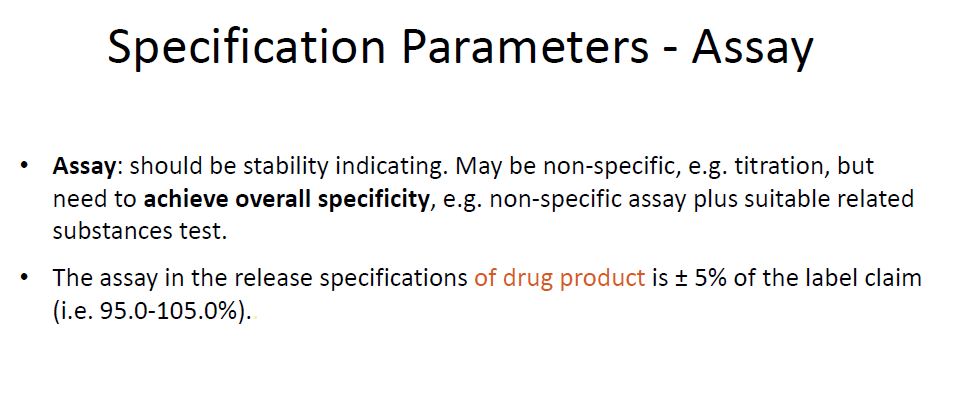 Specification Parameters - Assay
• Assay: should be stability indicating. May be non-specific, e.g. titration, but
need to achieve overall specificity, e.g. non-specific assay plus suitable related
substances test.
• The assay in the release specifications of drug product is ± 5% of the label claim
(i.e. 95.0-105.0%)..